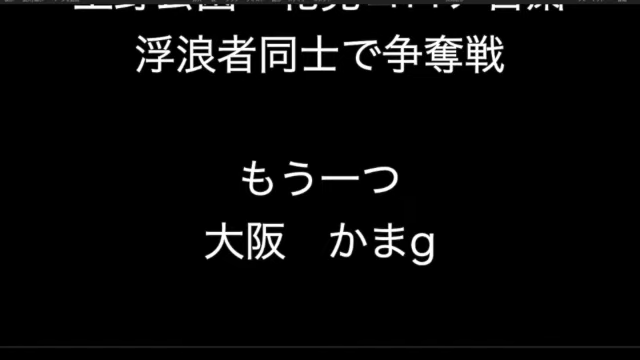 浮浪者同士で争奪戦
もう一つ
大阪　かまg